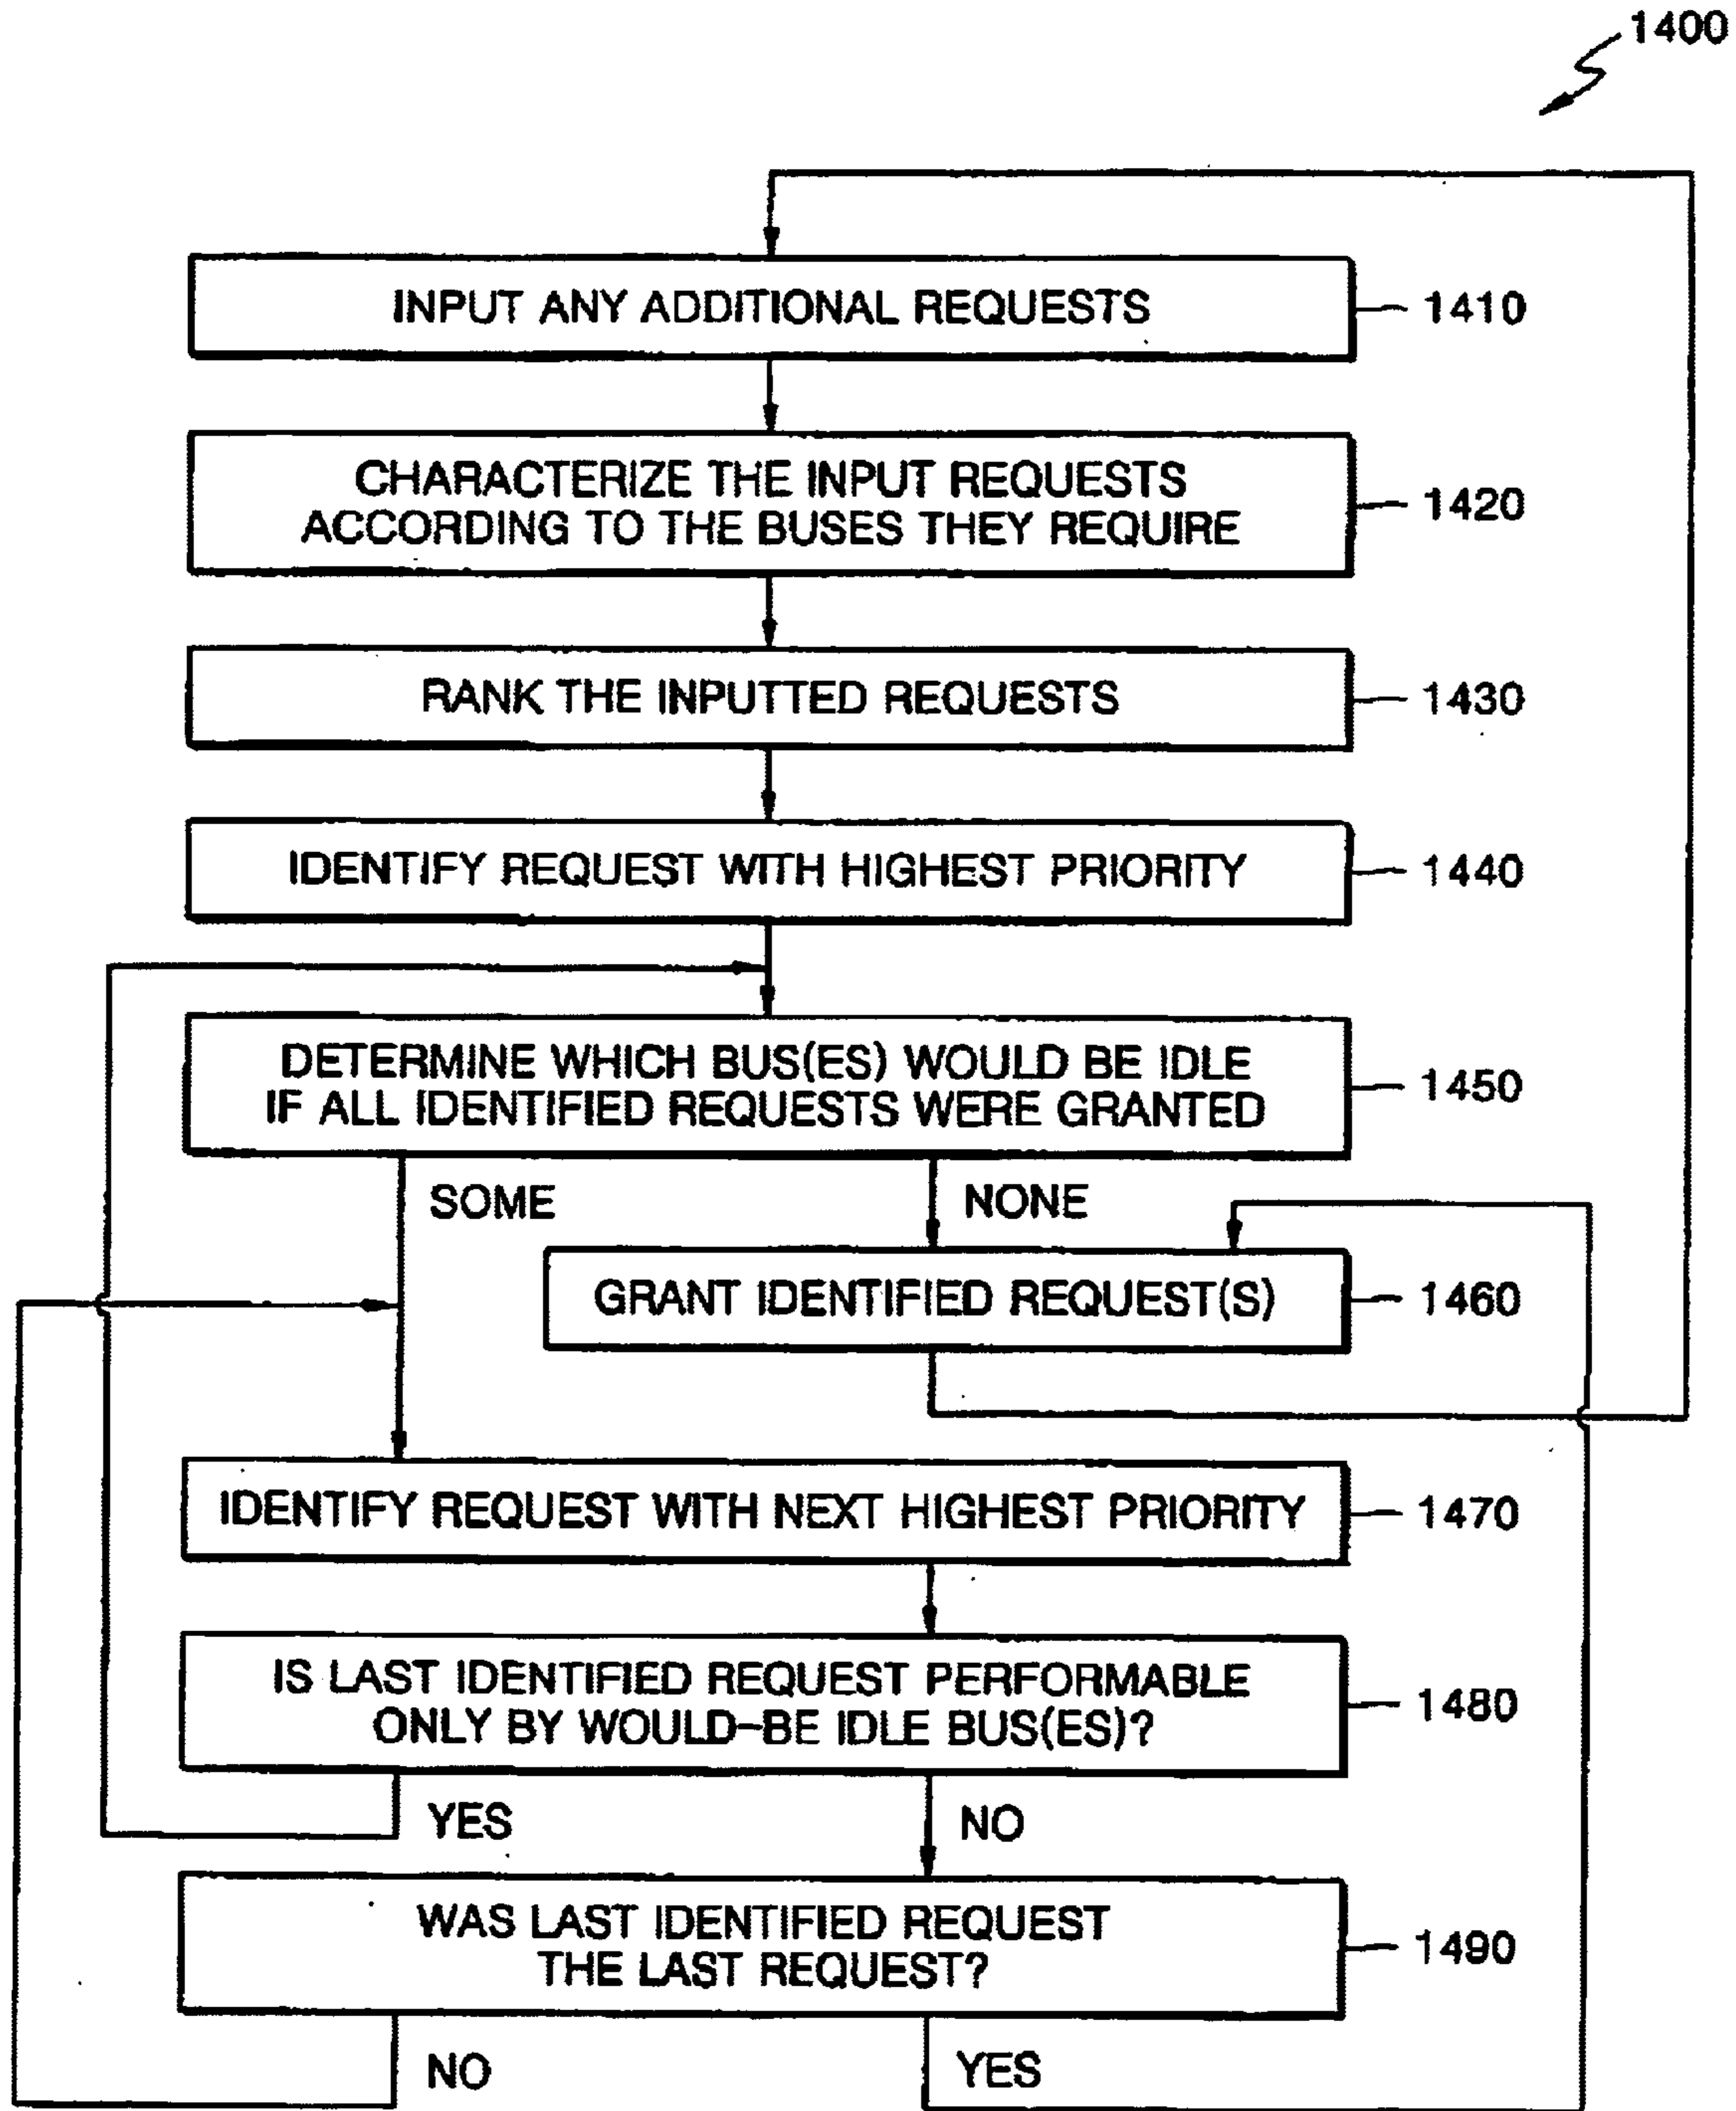 1400
INPUT ANY ADDITIONAL REQUESTS
1410
CHARACTERIZE THE INPUT REQUESTS
ACCORDING TO THE BUSES THEY REQUIRE
1420
RANK THE INPUTTED REQUESTS
1430
IDENTIFY REQUEST WITH HIGHEST PRIORITY
1440
DETERMINE WHICH BUS(ES) WOULD BE IDLE
IF ALL IDENTIFIED REQUESTS WERE GRANTED
1450
SOME
NONE
GRANT IDENTIFIED REQUEST(S)
1460
IDENTIFY REQUEST WITH NEXT HIGHEST PRIORITY
1470
IS LAST IDENTIFIED REQUEST PERFORMABLE
ONLY BY WOULD-BE IDLE BUS(ES)?
1480
YES
NO
WAS LAST IDENTIFIED REQUEST
THE LAST REQUEST?
1490
NO
YES